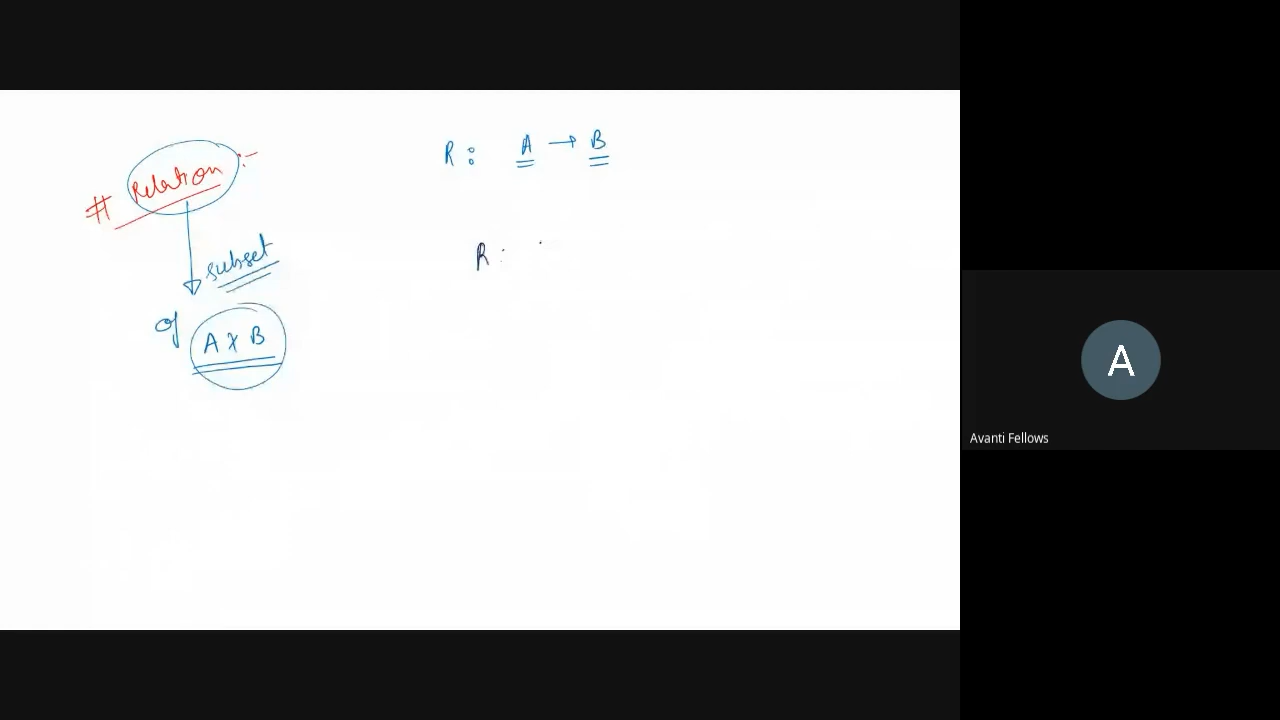 # Relation :-
subset
of
A X B
R : A → B
R :
A
Avanti Fellows